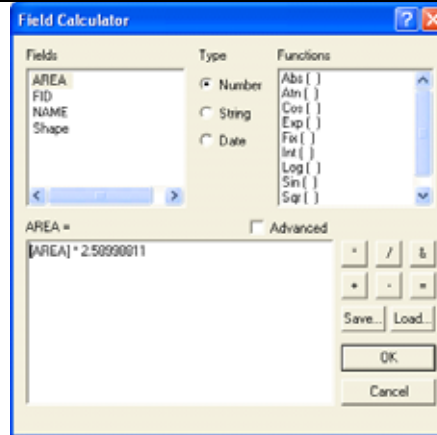 Field Calculator
Fields
Type
Functions
AREA
FID
NAME
Shape
Number
String
Date
Abs ( )
Atn ( )
Cos ( )
Exp ( )
Fix ( )
Int ( )
Log ( )
Sin ( )
Sqr ( )
AREA =
Advanced
[AREA] * 2.58998811
* / &
+ - =
Save... Load...
OK
Cancel